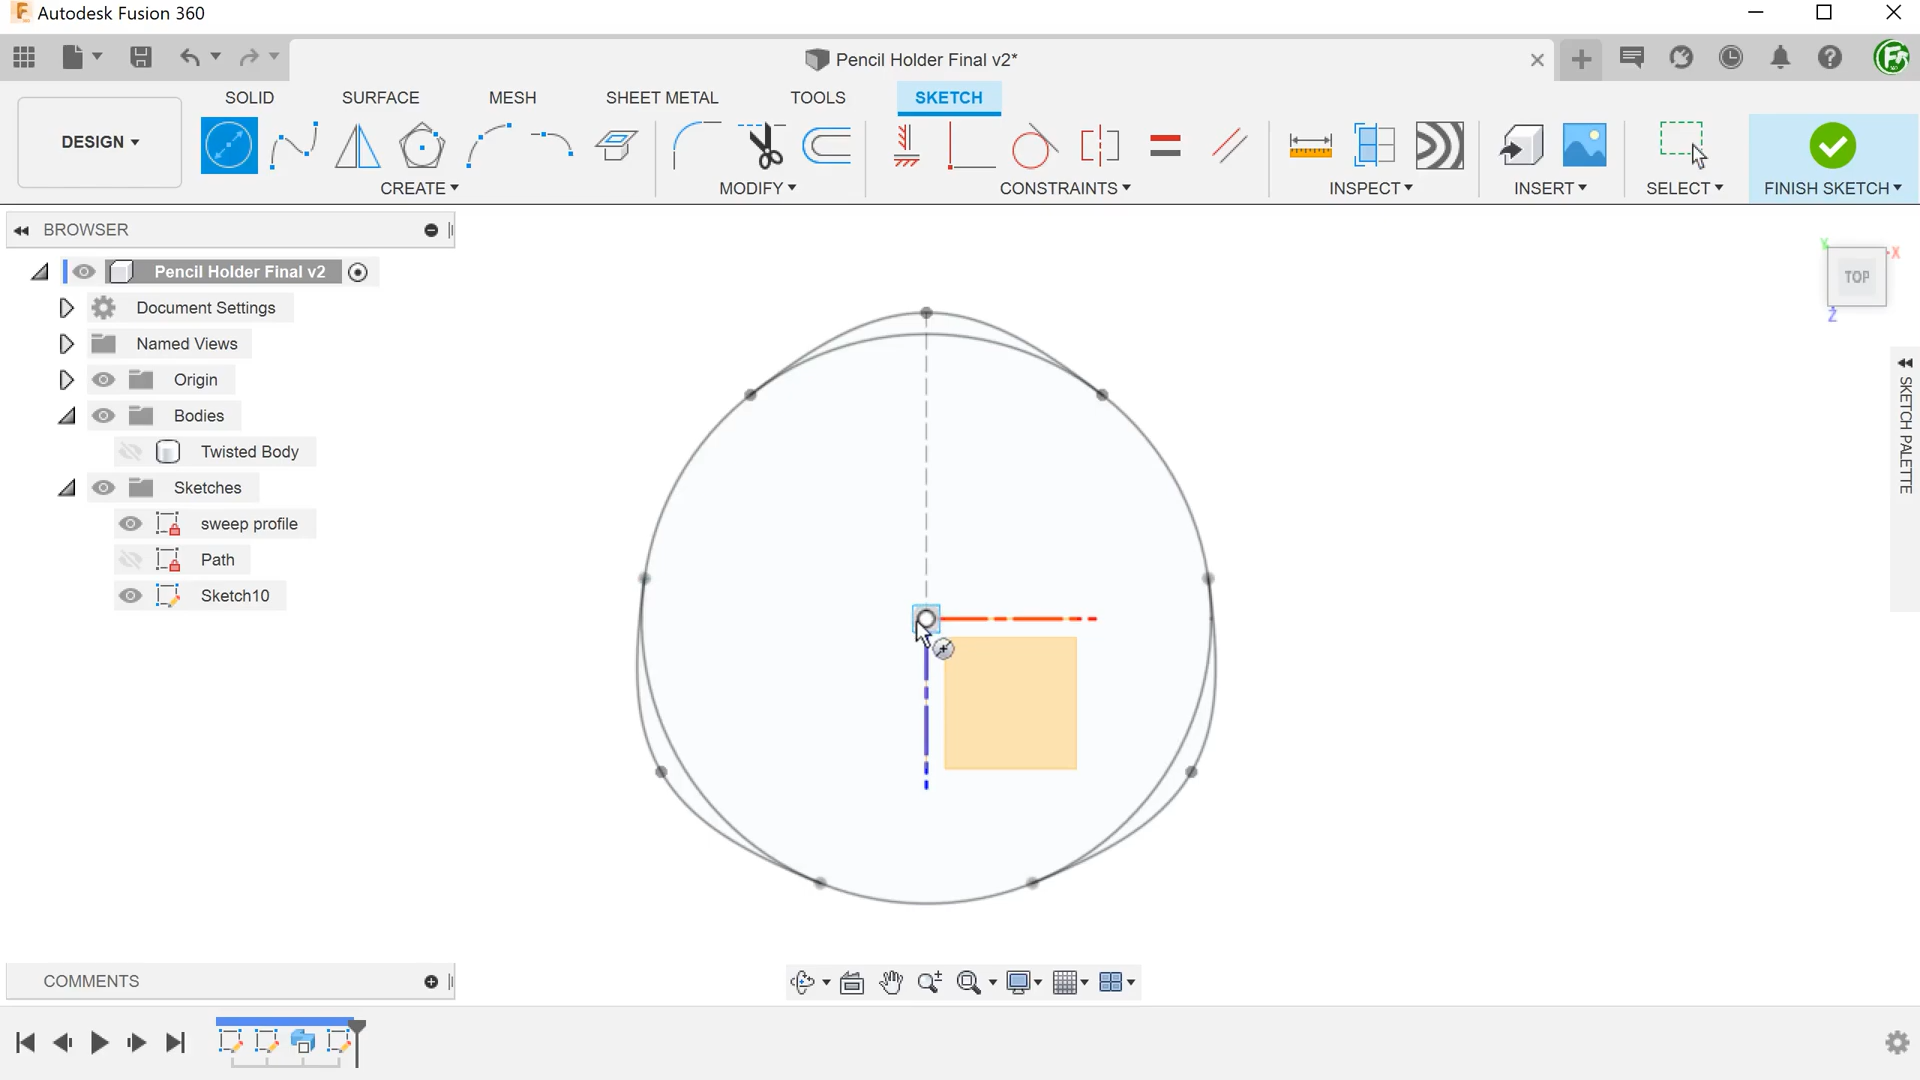 Autodesk Fusion 360
Pencil Holder Final v2*
SOLID
SURFACE
MESH
SHEET METAL
TOOLS
SKETCH
DESIGN
CREATE
MODIFY
CONSTRAINTS
INSPECT
INSERT
SELECT
FINISH SKETCH
BROWSER
Pencil Holder Final v2
Document Settings
Named Views
Origin
Bodies
Twisted Body
Sketches
sweep profile
Path
Sketch10
Y
X
TOP
Z
SKETCH PALETTE
COMMENTS